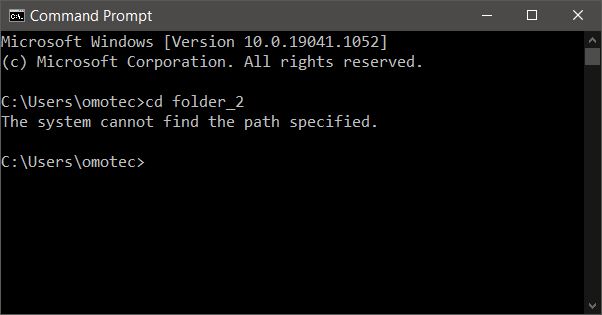 Command Prompt
Microsoft Windows [Version 10.0.19041.1052]
(c) Microsoft Corporation. All rights reserved.
C:\Users\omotec>cd folder_2
The system cannot find the path specified.
C:\Users\omotec>